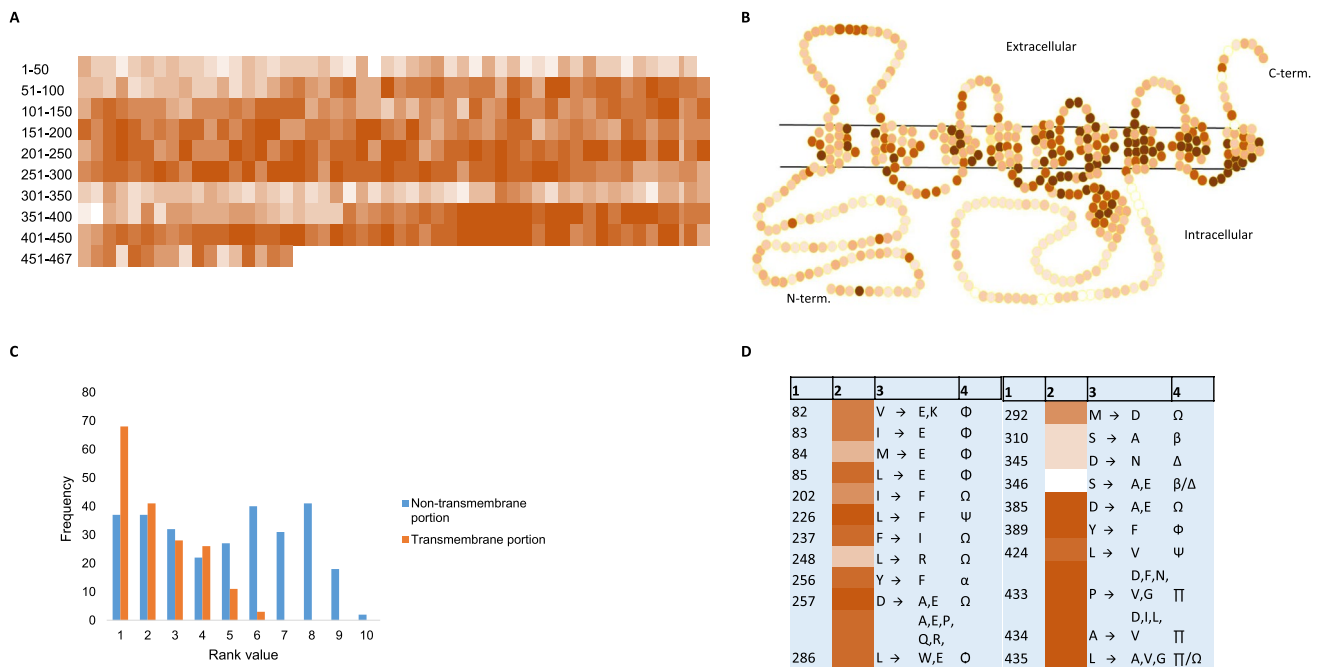 A
1-50
51-100
101-150
151-200
201-250
251-300
301-350
351-400
401-450
451-467
B
Extracellular
C-term.
Intracellular
N-term.
C
Frequency
80
70
60
50
40
30
20
10
0
1 2 3 4 5 6 7 8 9 10
Rank value
Non-transmembrane
portion
Transmembrane portion
D
1 2 3 4
82 V → E,K Φ
83 I → E Φ
84 M → E Φ
85 L → E Φ
202 I → F Ω
226 L → F Ψ
237 F → I Ω
248 L → R Ω
256 Y → F α
257 D → A,E Ω
A,E,P,
Q,R,
286 L → W,E Ο
1 2 3 4
292 M → D Ω
310 S → A β
345 D → N Δ
346 S → A,E β/Δ
385 D → A,E Ω
389 Y → F Φ
424 L → V Ψ
D,F,N,
433 P → V,G ∏
D,I,L,
434 A → V ∏
435 L → A,V,G ∏/Ω